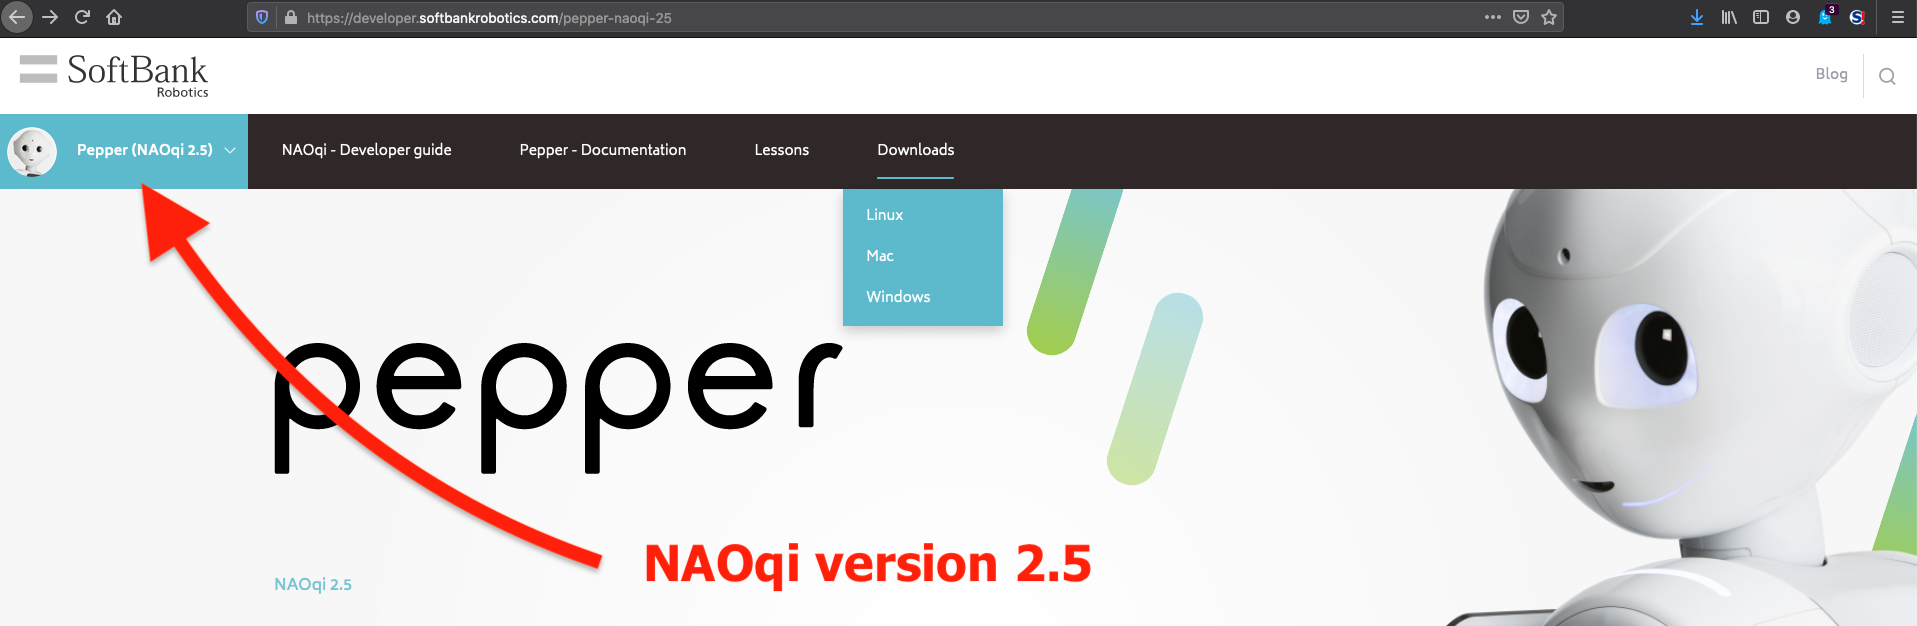 https://developer.softbankrobotics.com/pepper-naoqi-25
3
SoftBank
Robotics
Blog
Pepper (NAOqi 2.5)
NAOqi - Developer guide
Pepper - Documentation
Lessons
Downloads
Linux
Mac
Windows
pepper
NAOqi version 2.5
NAOqi 2.5